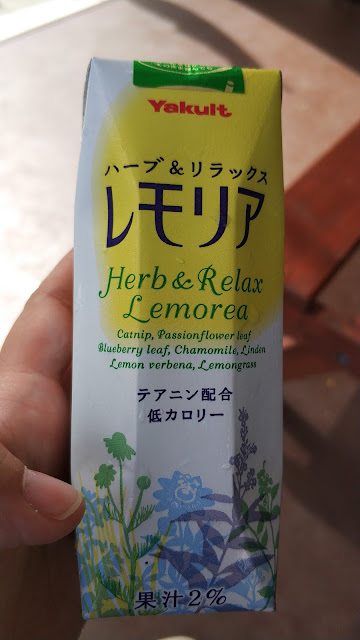 Yakult
ハーブ&リラックス
レモリア
Herb & Relax
Lemorea
Catnip, Passionflower leaf
Blueberry leaf, Chamomile, Linden
Lemon verbena, Lemongrass
テアニン配合
低カロリー
果汁2%